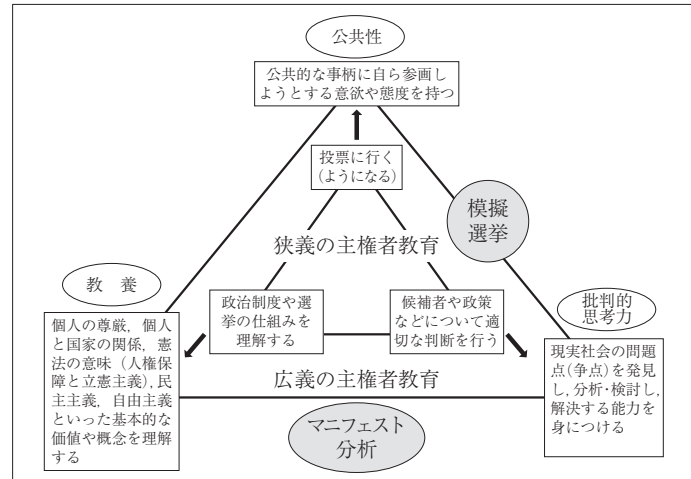 公共性
公共的な事柄に自ら参画し
ようとする意欲や態度を持つ
投票に行く
(ようになる)
模擬
選挙
狭義の主権者教育
教 養
政治制度や選
挙の仕組みを
理解する
候補者や政策
などについて適
切な判断を行う
批判的
思考力
個人の尊厳，個人
と国家の関係，憲
法の意味（人権保
障と立憲主義），民
主主義，自由主義
といった基本的な
価値や概念を理解
する
現実社会の問題
点（争点）を発見
し，分析・検討し，
解決する能力を
身につける
広義の主権者教育
マニフェスト
分析